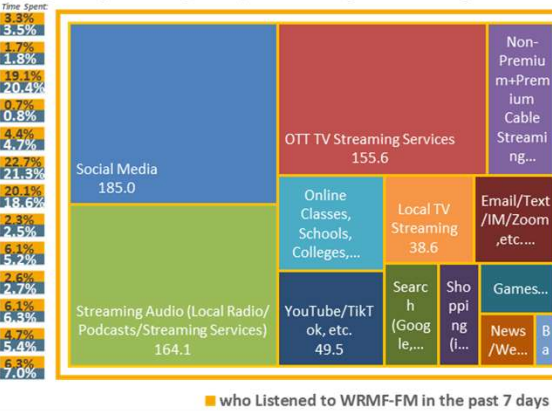 Time Spent:
3.3%
3.5%
1.7%
1.8%
19.1%
20.4%
0.7%
0.8%
4.4%
4.7%
22.7%
21.3%
20.1%
18.6%
2.3%
2.5%
6.1%
5.2%
2.6%
2.7%
6.1%
6.3%
4.7%
5.4%
6.3%
7.0%
Social Media
185.0
Streaming Audio (Local Radio/
Podcasts/Streaming Services)
164.1
OTT TV Streaming Services
155.6
Non-
Premiu
m+Prem
ium
Cable
Streami
ng...
Online
Classes,
Schools,
Colleges,...
Local TV
Streaming
38.6
Email/Text
/IM/Zoom
,etc....
YouTube/TikT
ok, etc.
49.5
Searc
h
(Goog
le,...
Sho
ppi
ng
(i...
Games...
News
/We...
B
a
who Listened to WRMF-FM in the past 7 days